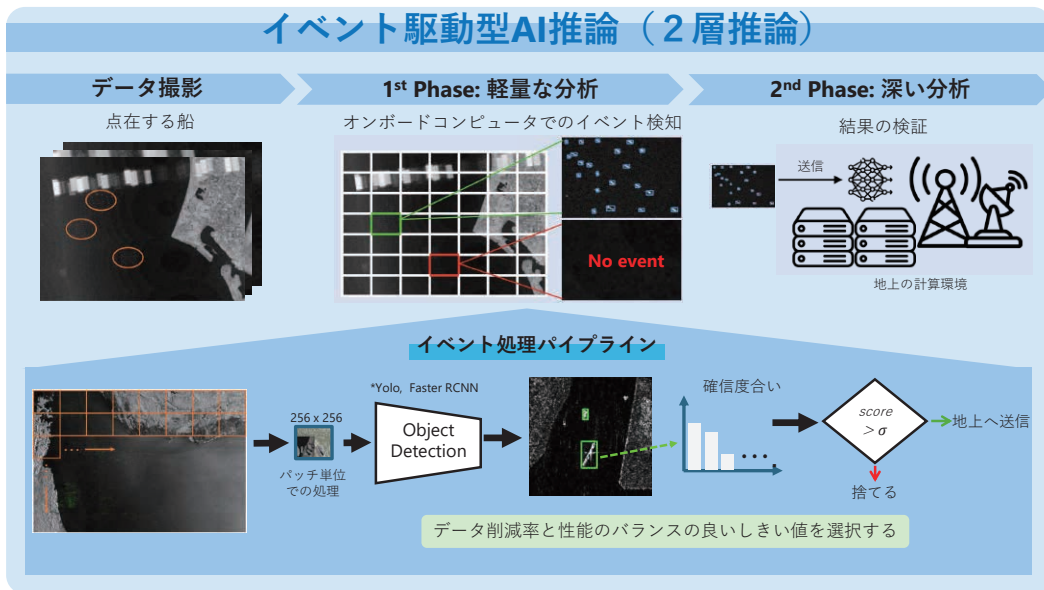 イベント駆動型AI推論（２層推論）
データ撮影
1st Phase: 軽量な分析
2nd Phase: 深い分析
点在する船
オンボードコンピュータでのイベント検知
結果の検証
送信
No event
地上の計算環境
イベント処理パイプライン
*Yolo, Faster RCNN
256 x 256
パッチ単位
での処理
Object
Detection
確信度合い
score
> σ
地上へ送信
捨てる
データ削減率と性能のバランスの良いしきい値を選択する